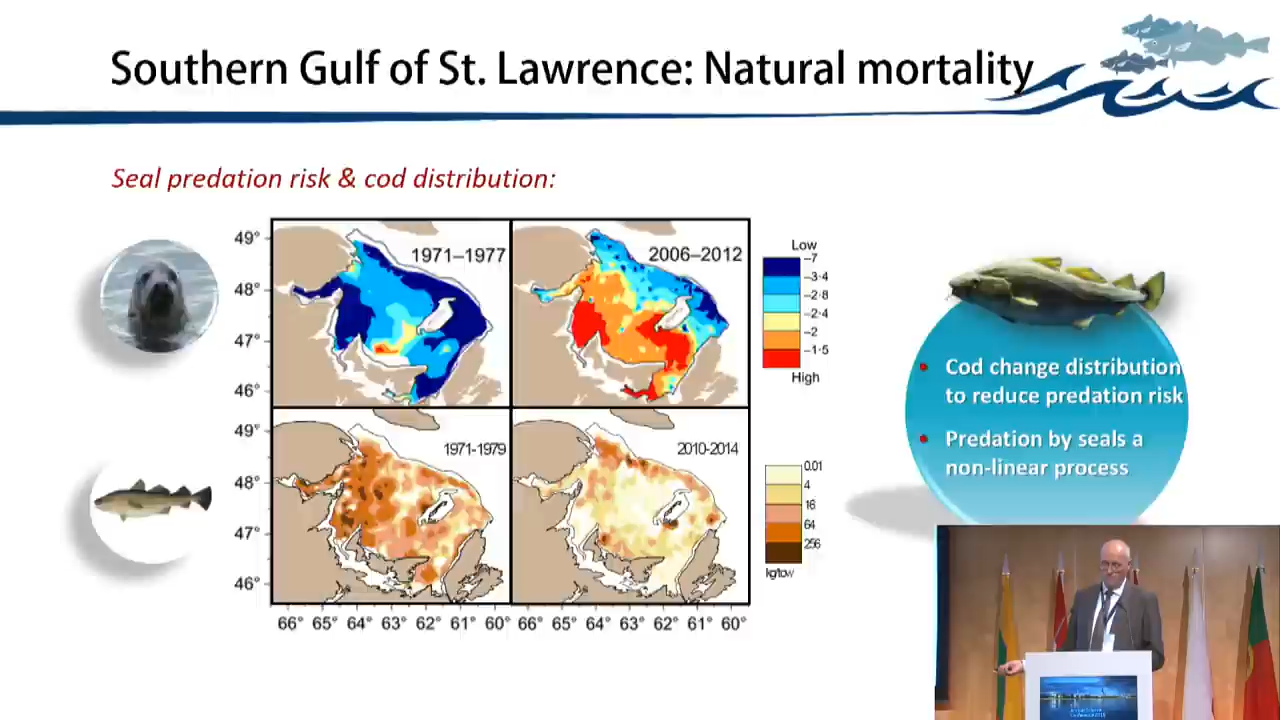 Southern Gulf of St. Lawrence: Natural mortality
Seal predation risk & cod distribution:
49°
48°
47°
46°
1971–1977
2006–2012
Low
–7
–3·4
–2·8
–2·4
–2
–1·5
High
49°
48°
47°
46°
1971-1979
2010-2014
0.01
4
16
64
256
kg/tow
66° 65° 64° 63° 62° 61° 60° 66° 65° 64° 63° 62° 61° 60°
• Cod change distribution
to reduce predation risk
• Predation by seals a
non-linear process